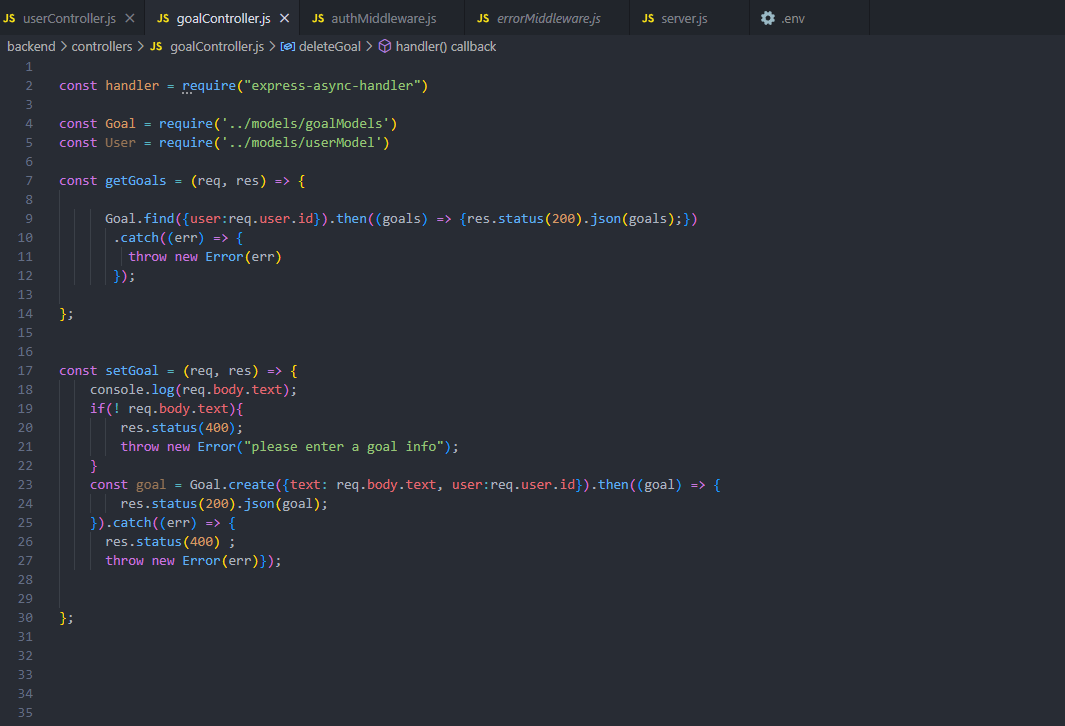 JS userController.js × JS goalController.js × JS authMiddleware.js JS errorMiddleware.js JS server.js .env
backend > controllers > JS goalController.js > deleteGoal > handler() callback
1
2 const handler = require("express-async-handler")
3
4 const Goal = require('../models/goalModels')
5 const User = require('../models/userModel')
6
7 const getGoals = (req, res) => {
8
9 Goal.find({user:req.user.id}).then((goals) => {res.status(200).json(goals);})
10 .catch((err) => {
11 throw new Error(err)
12 });
13
14 };
15
16
17 const setGoal = (req, res) => {
18 console.log(req.body.text);
19 if(! req.body.text){
20 res.status(400);
21 throw new Error("please enter a goal info");
22 }
23 const goal = Goal.create({text: req.body.text, user:req.user.id}).then((goal) => {
24 res.status(200).json(goal);
25 }).catch((err) => {
26 res.status(400) ;
27 throw new Error(err)});
28
29
30 };
31
32
33
34
35